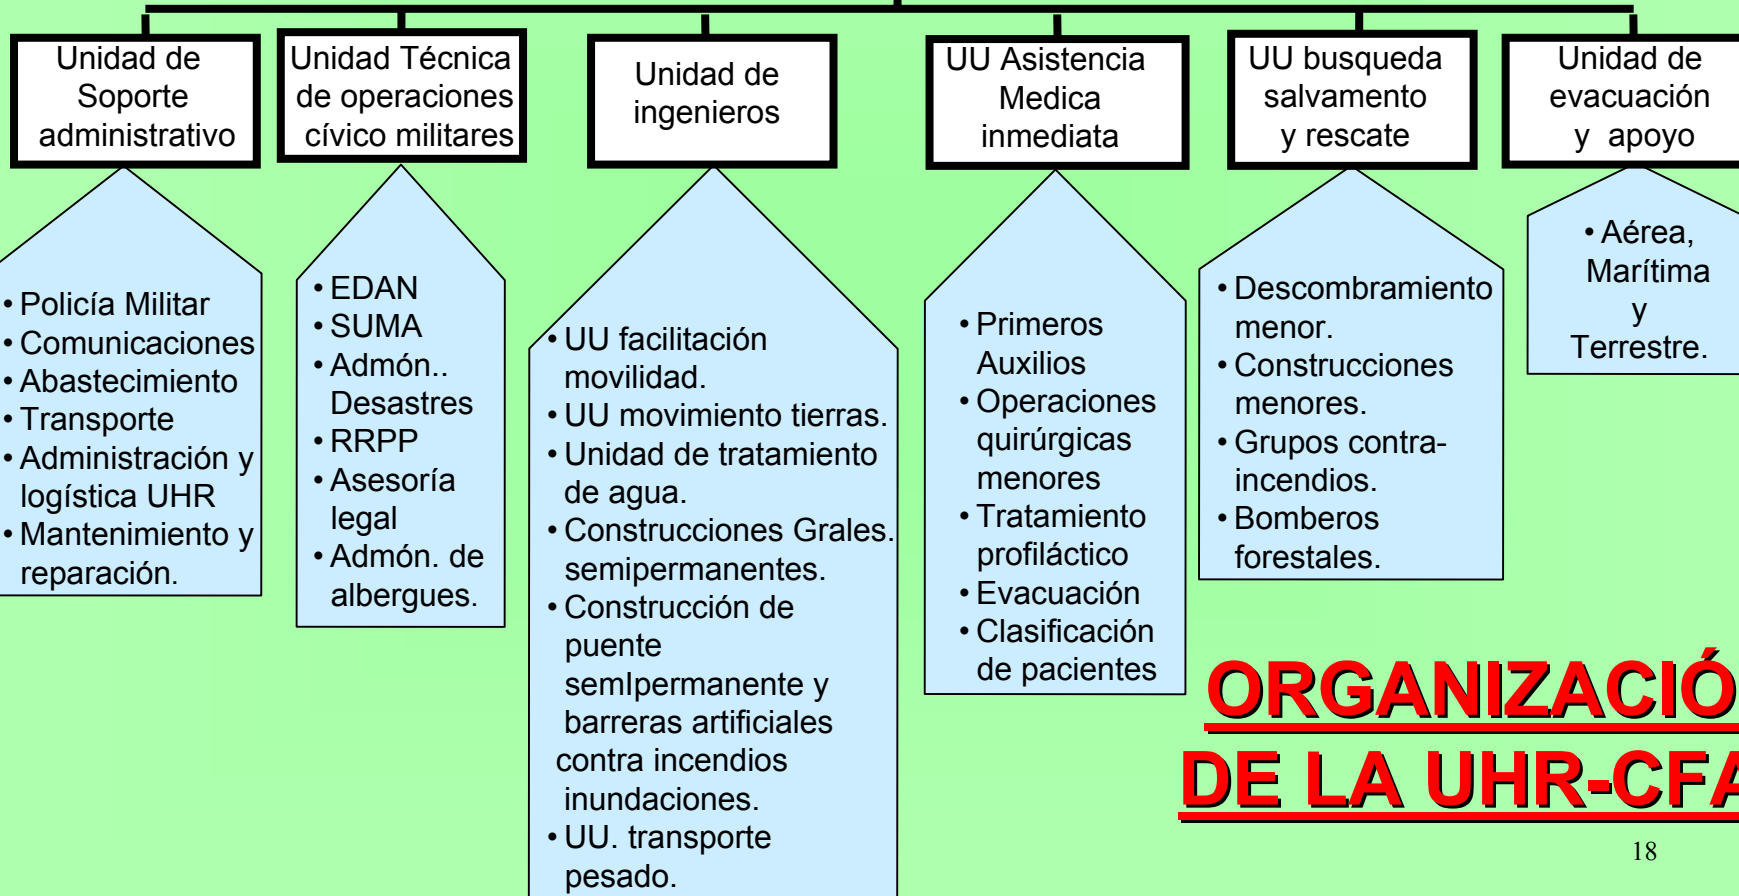 Unidad de
Soporte
administrativo
Unidad Técnica
de operaciones
cívico militares
Unidad de
ingenieros
UU Asistencia
Medica
inmediata
UU busqueda
salvamento
y rescate
Unidad de
evacuación
y apoyo
• Policía Militar
• Comunicaciones
• Abastecimiento
• Transporte
• Administración y
logística UHR
• Mantenimiento y
reparación.
• EDAN
• SUMA
• Admón..
Desastres
• RRPP
• Asesoría
legal
• Admón. de
albergues.
• UU facilitación
movilidad.
• UU movimiento tierras.
• Unidad de tratamiento
de agua.
• Construcciones Grales.
semipermanentes.
• Construcción de
puente
semIpermanente y
barreras artificiales
contra incendios
inundaciones.
• UU. transporte
pesado.
• Primeros
Auxilios
• Operaciones
quirúrgicas
menores
• Tratamiento
profiláctico
• Evacuación
• Clasificación
de pacientes
• Descombramiento
menor.
• Construcciones
menores.
• Grupos contra-
incendios.
• Bomberos
forestales.
• Aérea,
Marítima
y
Terrestre.
ORGANIZACIÓ
DE LA UHR-CFA
18